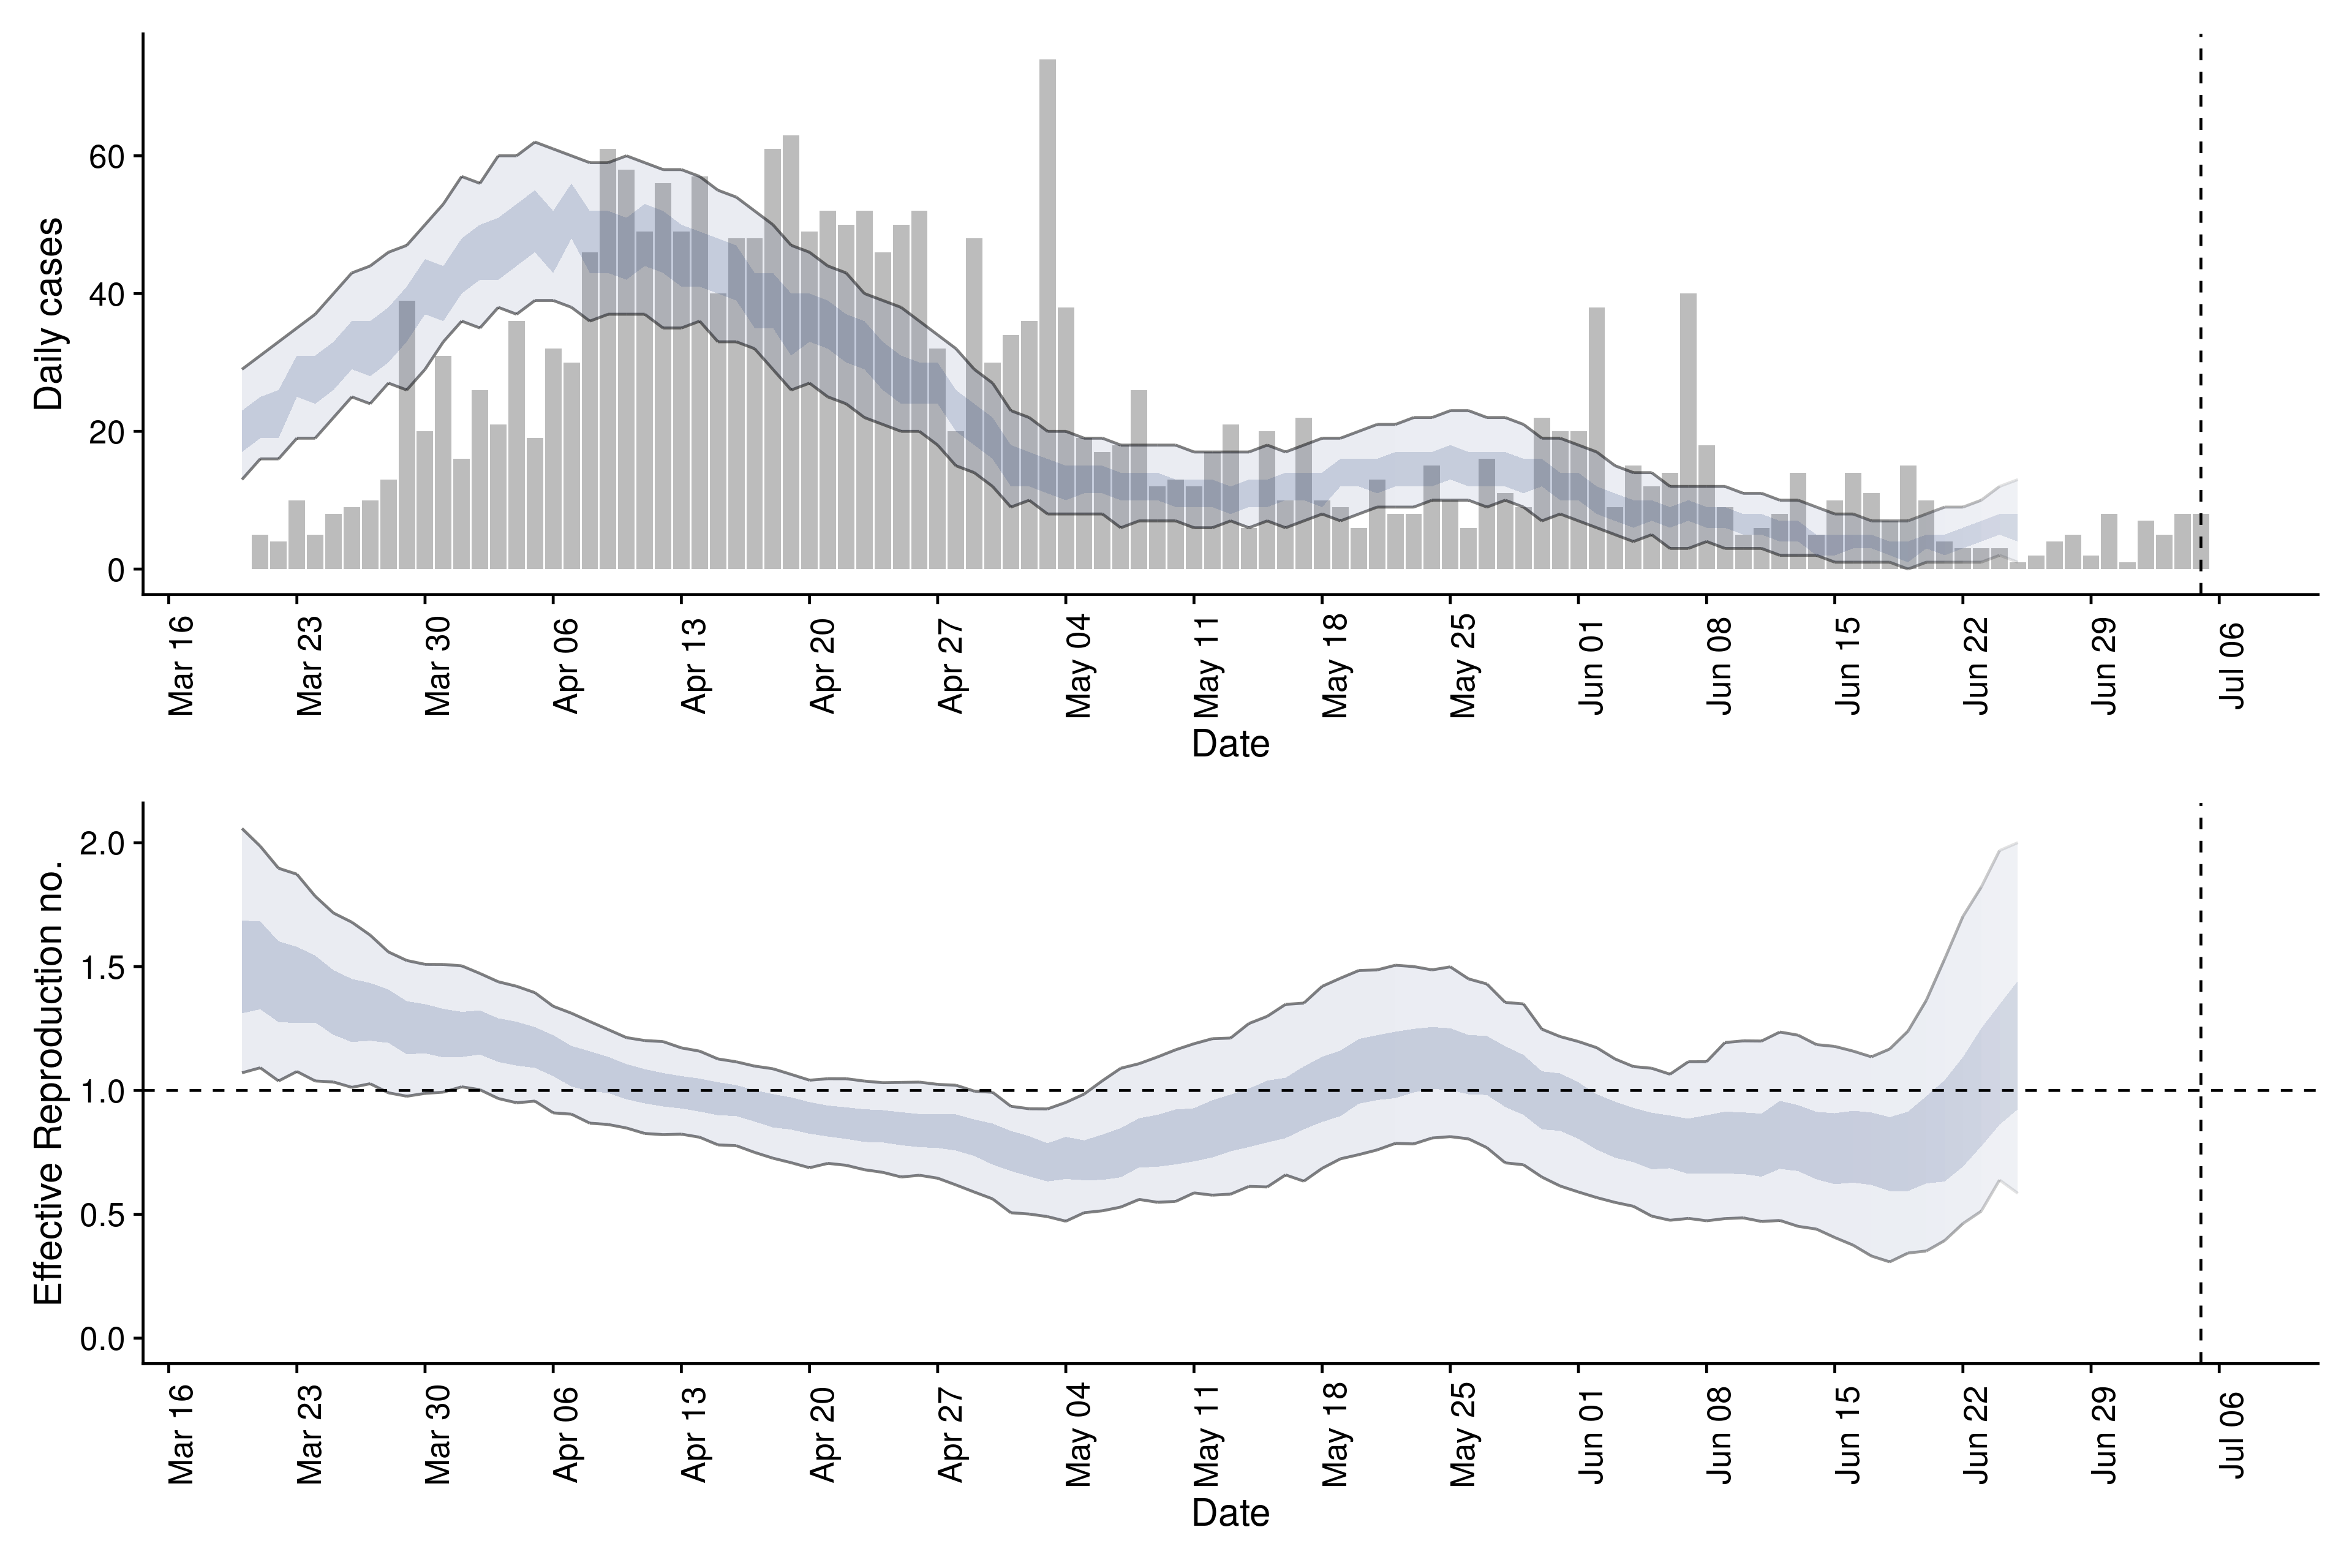 Daily cases
60
40
20
0
Mar 16
Mar 23
Mar 30
Apr 06
Apr 13
Apr 20
Apr 27
May 04
May 11
May 18
May 25
Jun 01
Jun 08
Jun 15
Jun 22
Jun 29
Jul 06
Date
Effective Reproduction no.
2.0
1.5
1.0
0.5
0.0
Mar 16
Mar 23
Mar 30
Apr 06
Apr 13
Apr 20
Apr 27
May 04
May 11
May 18
May 25
Jun 01
Jun 08
Jun 15
Jun 22
Jun 29
Jul 06
Date